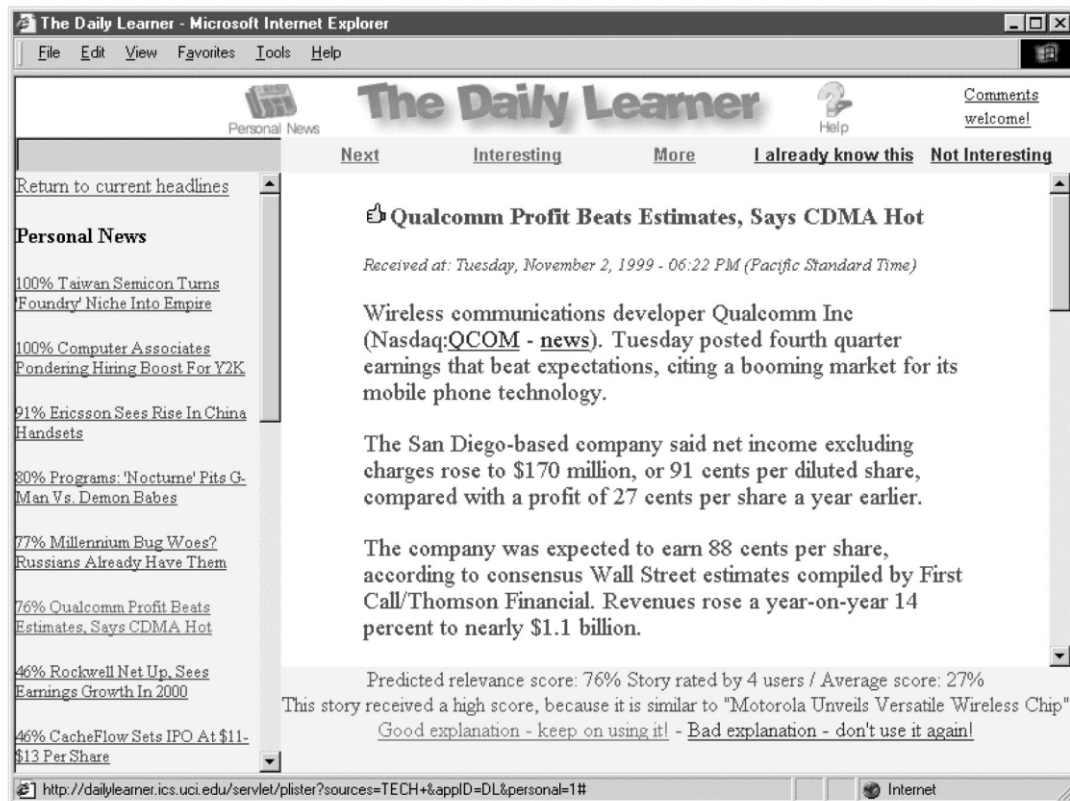 The Daily Learner - Microsoft Internet Explorer
File Edit View Favorites Tools Help
Personal News
The Daily Learner
Help
Comments
welcome!
Next Interesting More I already know this Not Interesting
Return to current headlines
Personal News
100% Taiwan Semicon Turns
'Foundry' Niche Into Empire
100% Computer Associates
Pondering Hiring Boost For Y2K
91% Ericsson Sees Rise In China
Handsets
80% Programs: 'Nocturne' Pits G-
Man Vs. Demon Babes
77% Millennium Bug Woes?
Russians Already Have Them
76% Qualcomm Profit Beats
Estimates, Says CDMA Hot
46% Rockwell Net Up, Sees
Earnings Growth In 2000
46% CacheFlow Sets IPO At $11-
$13 Per Share
Qualcomm Profit Beats Estimates, Says CDMA Hot
Received at: Tuesday, November 2, 1999 - 06:22 PM (Pacific Standard Time)
Wireless communications developer Qualcomm Inc
(Nasdaq:QCOM - news). Tuesday posted fourth quarter
earnings that beat expectations, citing a booming market for its
mobile phone technology.
The San Diego-based company said net income excluding
charges rose to $170 million, or 91 cents per diluted share,
compared with a profit of 27 cents per share a year earlier.
The company was expected to earn 88 cents per share,
according to consensus Wall Street estimates compiled by First
Call/Thomson Financial. Revenues rose a year-on-year 14
percent to nearly $1.1 billion.
Predicted relevance score: 76% Story rated by 4 users / Average score: 27%
This story received a high score, because it is similar to "Motorola Unveils Versatile Wireless Chip"
Good explanation - keep on using it! - Bad explanation - don't use it again!
http://dailylearner.ics.uci.edu/servlet/plister?sources=TECH+&appID=DL&personal=1#
Internet